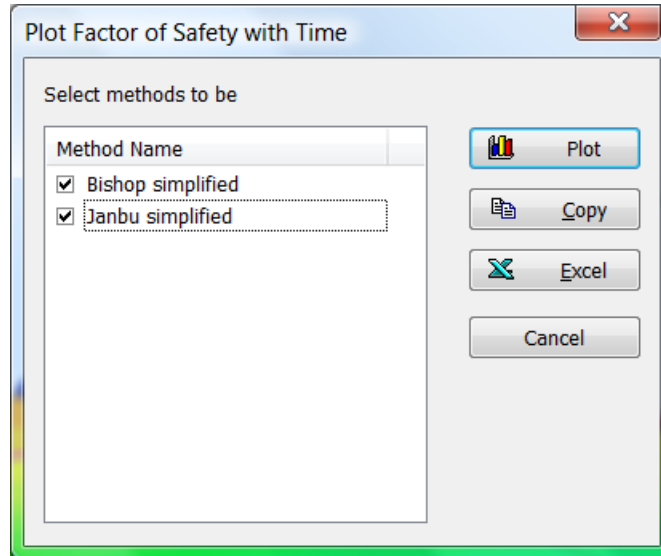 Plot Factor of Safety with Time
Select methods to be
Method Name
Bishop simplified
Janbu simplified
Plot
Copy
Excel
Cancel